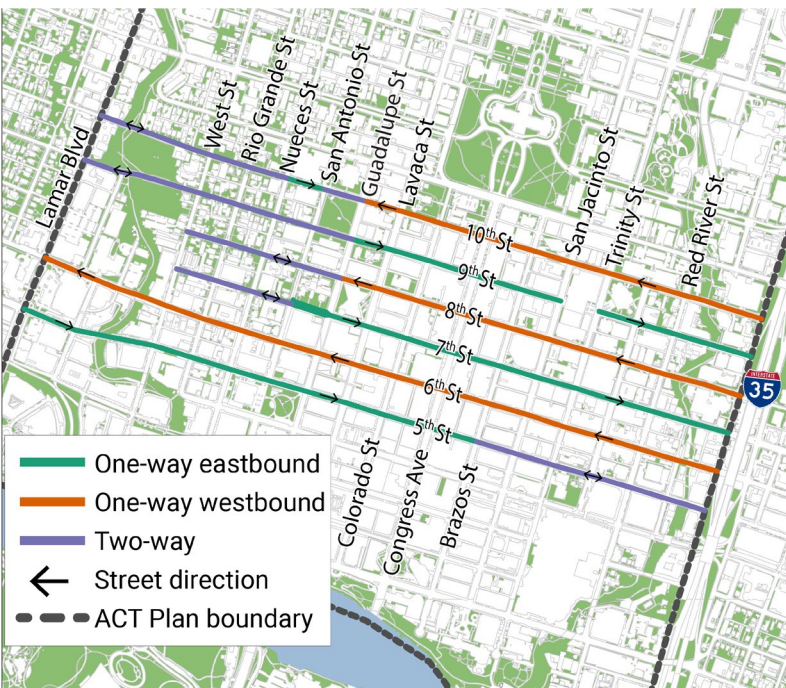 West St
Rio Grande St
Nueces St
San Antonio St
Guadalupe St
Lavaca St
San Jacinto St
Trinity St
Red River St
Lamar Blvd
10th St
9th St
8th St
7th St
6th St
5th St
INTERSTATE
35
Colorado St
Congress Ave
Brazos St
One-way eastbound
One-way westbound
Two-way
Street direction
ACT Plan boundary